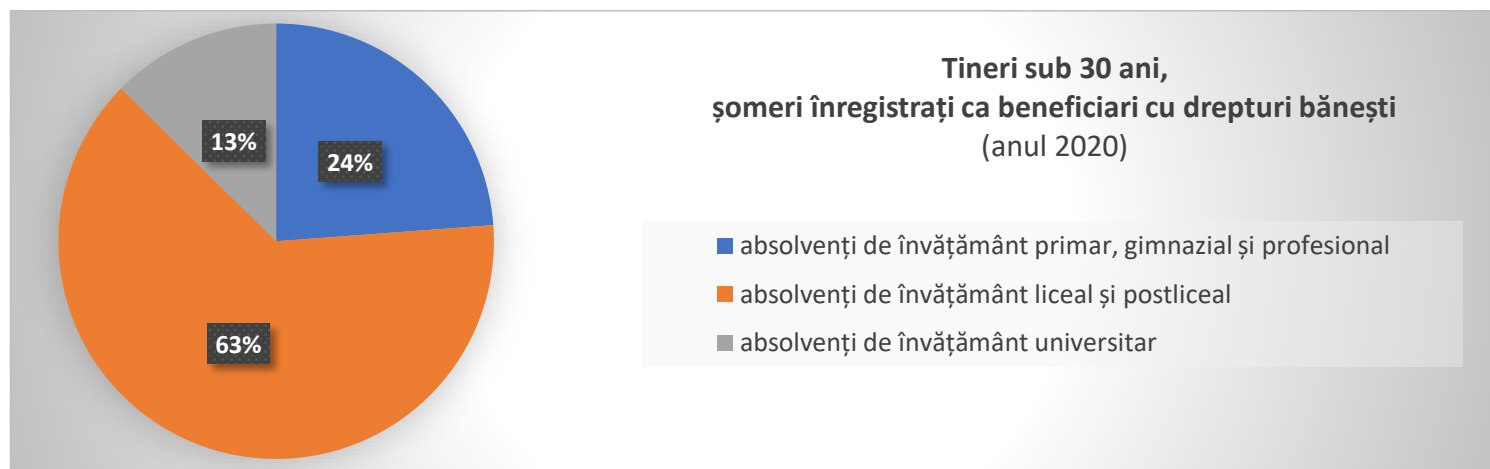 Tineri sub 30 ani,
șomeri înregistrați ca beneficiari cu drepturi bănești
(anul 2020)
13%
24%
63%
absolvenți de învățământ primar, gimnazial și profesional
absolvenți de învățământ liceal și postliceal
absolvenți de învățământ universitar